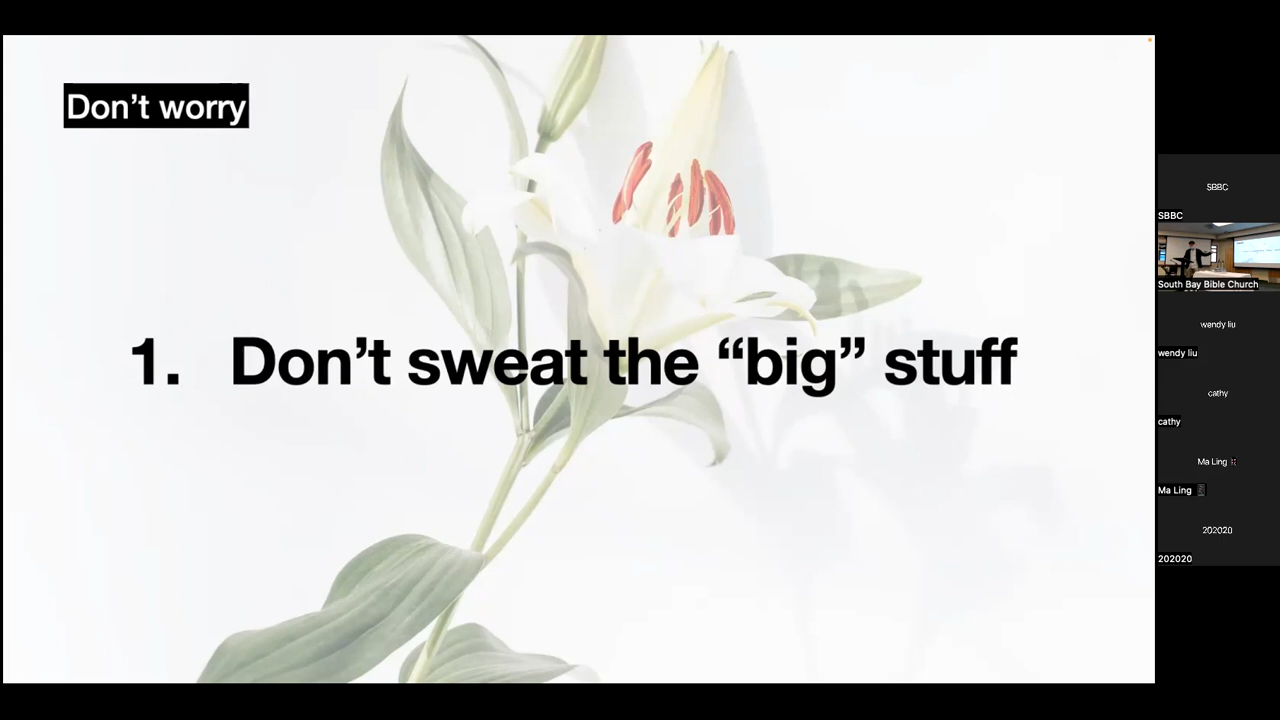 Don’t worry
1. Don’t sweat the “big” stuff
SBBC
SBBC
South Bay Bible Church
wendy liu
wendy liu
cathy
cathy
Ma Ling
Ma Ling
202020
202020